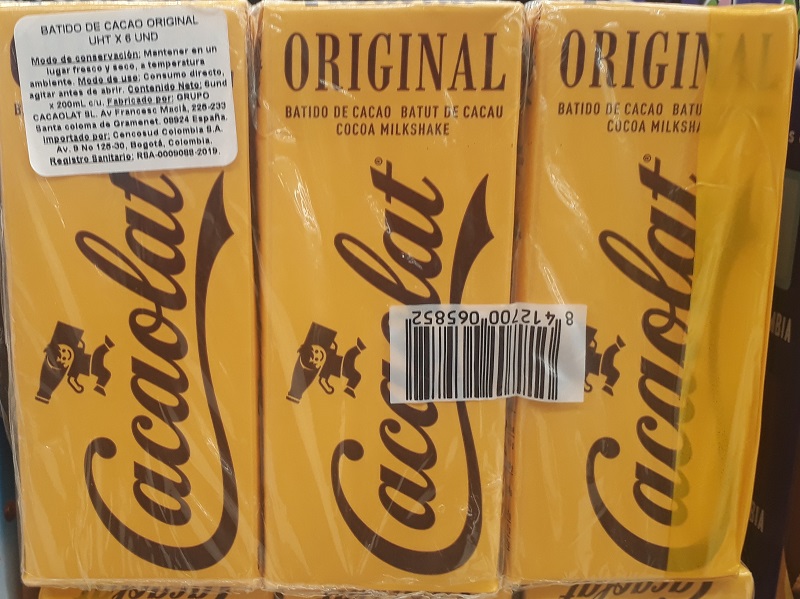 BATIDO DE CACAO ORIGINAL
UHT X 6 UND
Modo de conservación: Mantener en un
lugar fresco y seco, a temperatura
ambiente. Modo de uso: Consumo directo,
agitar antes de abrir. Contenido Neto: 6und
x 200mL c/u. Fabricado por: GRUPO
CACAOLAT SL. Av Francesc Macià, 225-233
Santa coloma de Gramenet. 08924 España.
Importado por: Cencosud Colombia S.A.
Av. 9 No 125-30, Bogotá, Colombia.
Registro Sanitario: RSA-0009088-2019.
Cacaolat
ORIGINAL
BATIDO DE CACAO BATUT DE CACAU
COCOA MILKSHAKE
Cacaolat®
8 412700 065852
ORIGINAL
BATIDO DE CACAO BATU
COCOA MILKSHA
Cacaolat®
Cacaolat